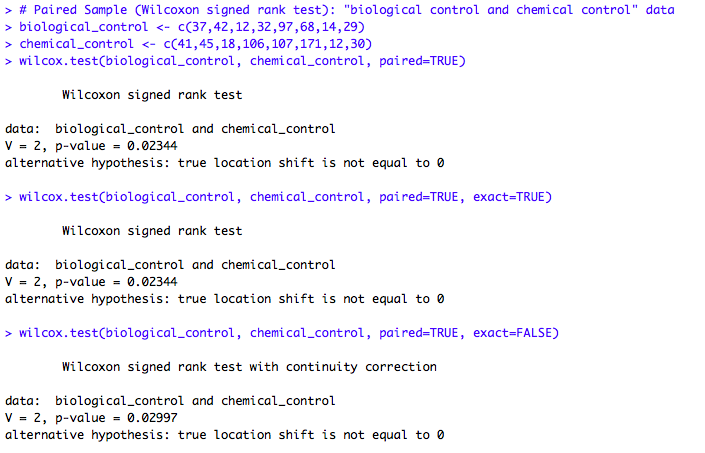 > # Paired Sample (Wilcoxon signed rank test): "biological control and chemical control" data
> biological_control <- c(37,42,12,32,97,68,14,29)
> chemical_control <- c(41,45,18,106,107,171,12,30)
> wilcox.test(biological_control, chemical_control, paired=TRUE)
Wilcoxon signed rank test
data:  biological_control and chemical_control
V = 2, p-value = 0.02344
alternative hypothesis: true location shift is not equal to 0
> wilcox.test(biological_control, chemical_control, paired=TRUE, exact=TRUE)
Wilcoxon signed rank test
data:  biological_control and chemical_control
V = 2, p-value = 0.02344
alternative hypothesis: true location shift is not equal to 0
> wilcox.test(biological_control, chemical_control, paired=TRUE, exact=FALSE)
Wilcoxon signed rank test with continuity correction
data:  biological_control and chemical_control
V = 2, p-value = 0.02997
alternative hypothesis: true location shift is not equal to 0